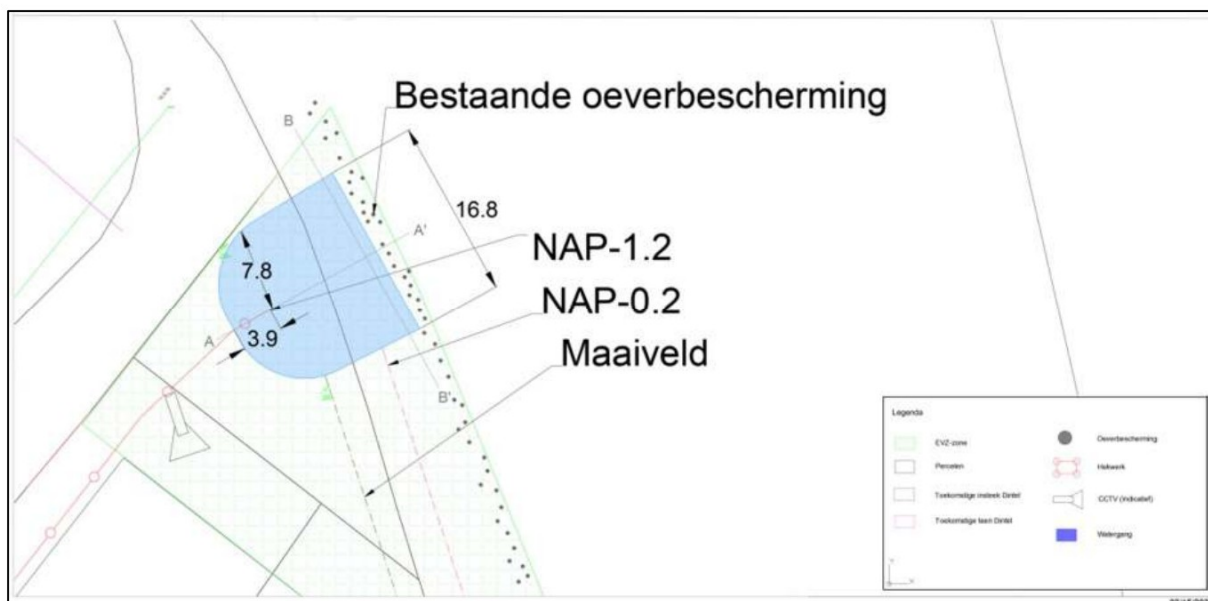 Bestaande oeverbescherming
B
16.8
A'
NAP-1.2
7.8
NAP-0.2
A
3.9
Maaiveld
B'
Legenda
EVZ-zone
Percelen
Toekomstige insteek Dintel
Toekomstige teen Dintel
Oeverbescherming
Hekwerk
CCTV (indicatief)
Watergang
Y
X